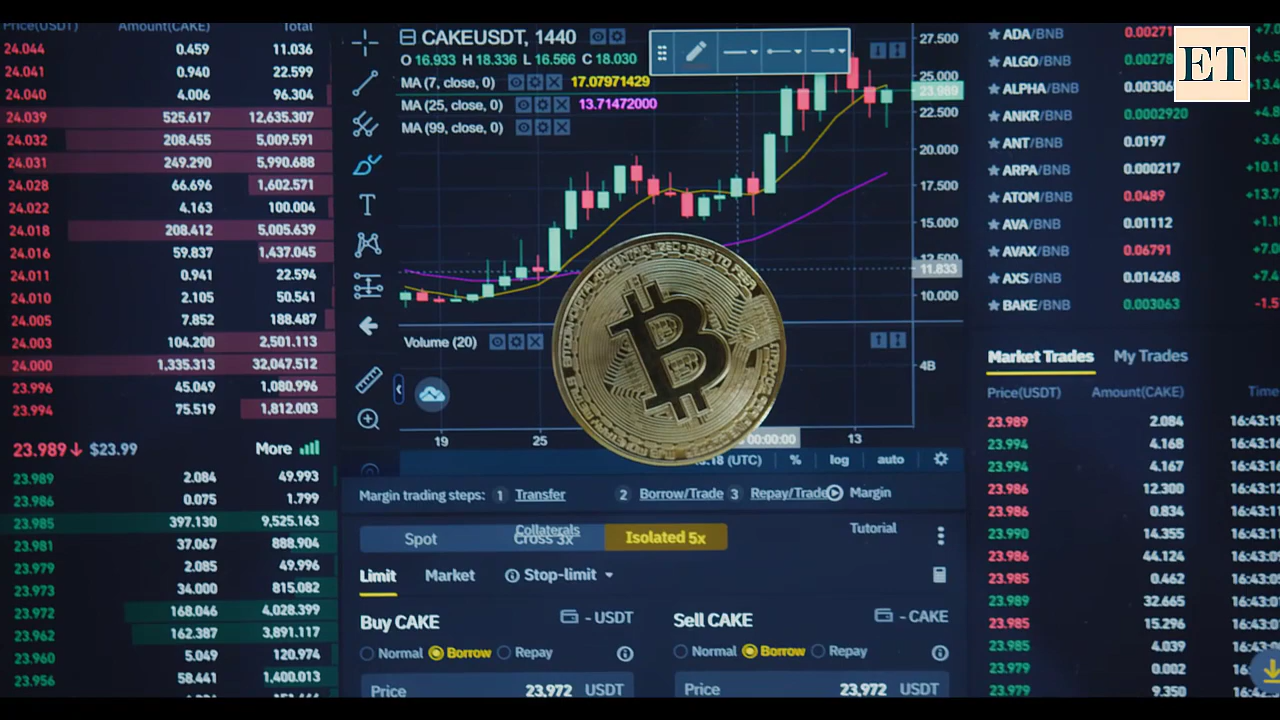 Price(USDT) Amount(CAKE) Total
24.044 0.459 11.036
24.041 0.940 22.599
24.040 4.006 96.304
24.039 525.617 12,635.307
24.032 208.455 5,009.591
24.031 249.290 5,990.688
24.028 66.696 1,602.571
24.022 4.163 100.004
24.018 208.412 5,005.639
24.016 59.837 1,437.045
24.011 0.941 22.594
24.010 2.105 50.541
24.005 7.852 188.487
24.003 104.200 2,501.113
24.000 1,335.313 32,047.512
23.996 45.049 1,080.996
23.994 75.519 1,812.003
23.989↓ $23.99 More
23.989 2.084 49.993
23.986 0.075 1.799
23.985 397.130 9,525.163
23.981 37.067 888.904
23.979 2.085 49.996
23.973 34.000 815.082
23.972 168.046 4,028.399
23.962 162.387 3,891.117
23.960 5.049 120.974
23.956 58.441 1,400.013
CAKEUSDT, 1440
O 16.933 H 18.336 L 16.566 C 18.030
MA (7, close, 0) 17.07971429
MA (25, close, 0) 13.71472000
MA (99, close, 0)
T
27.500
25.000
23.989
22.500
20.000
17.500
15.000
12.500
11.833
10.000
Volume (20)
4B
19 25 00:00:00 13
(UTC) % log auto
Margin trading steps: 1 Transfer 2 Borrow/Trade 3 Repay/Trade Margin
Collaterals Tutorial
Spot Cross 3x Isolated 5x
Limit Market Stop-limit
Buy CAKE - USDT Sell CAKE - CAKE
Normal Borrow Repay Normal Borrow Repay
Price 23,972 USDT Price 23,972 USDT
ET
ADA/BNB 0.00271
ALGO/BNB 0.00278
ALPHA/BNB 0.003069
ANKR/BNB 0.0002920
ANT/BNB 0.0197
ARPA/BNB 0.000217
ATOM/BNB 0.0489
AVA/BNB 0.01112
AVAX/BNB 0.06791
AXS/BNB 0.014268
BAKE/BNB 0.003063
Market Trades My Trades
Price(USDT) Amount(CAKE) Time
23.989 2.084 16:43:19
23.994 4.168
23.994 4.167
23.986 12.300
23.986 0.834
23.990 14.355
23.986 44.124
23.985 0.462
23.989 32.665
23.985 15.296
23.985 4.039
23.979 0.002
23.979 9.350